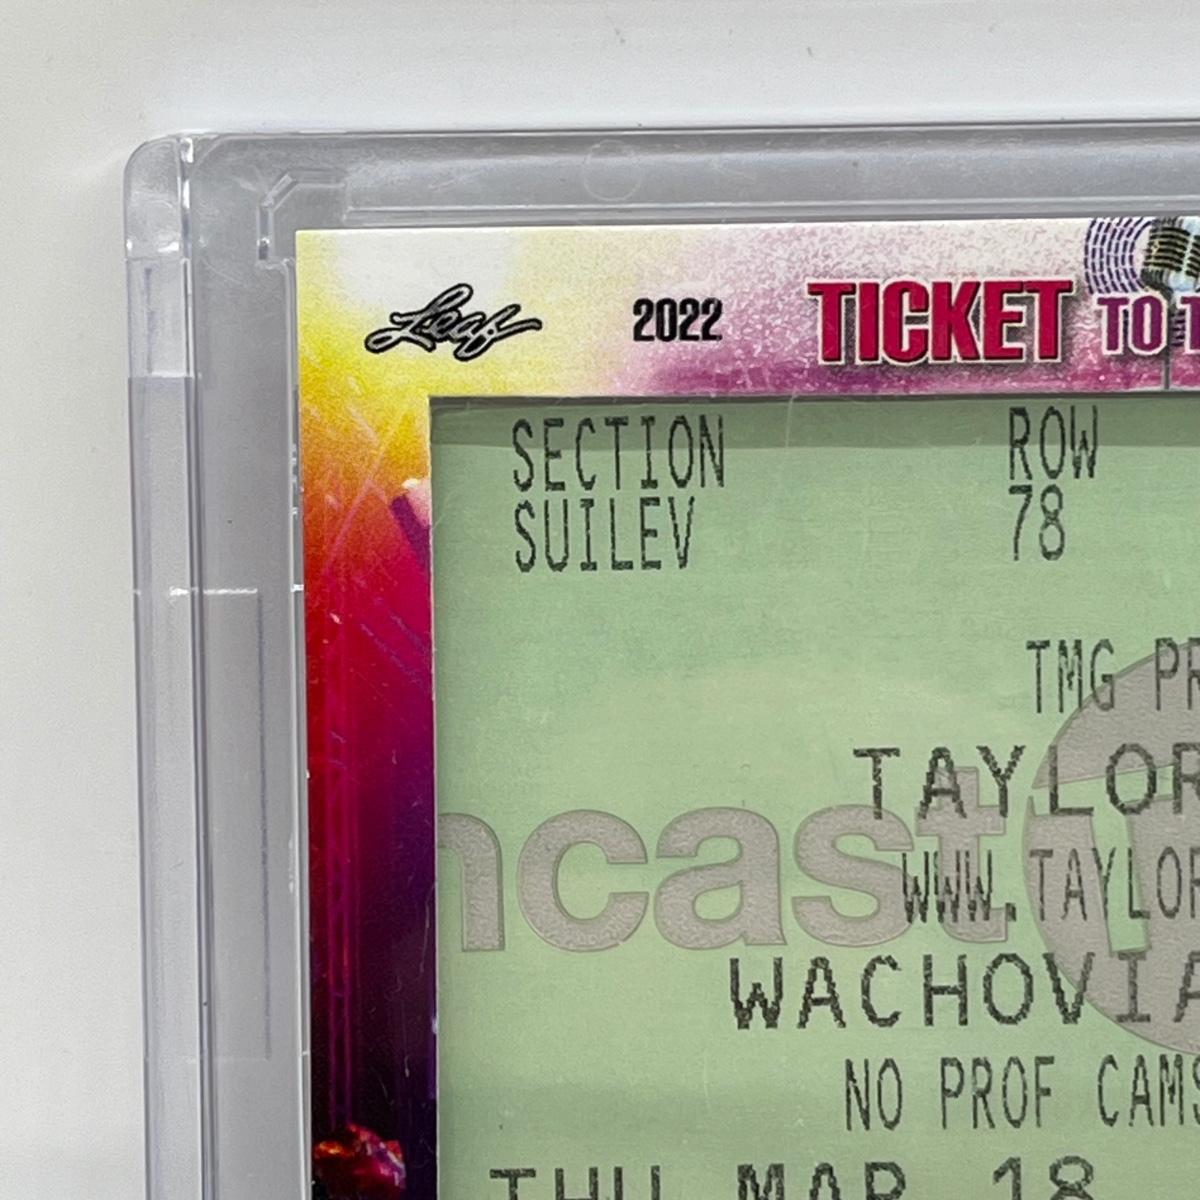 Leaf 2022 TICKET TO
SECTION ROW
SUILEV 78
TMG PR
TAYLOR
ncast
WWW.TAYLOR
WACHOVIA
NO PROF CAMS
THU MAR 18